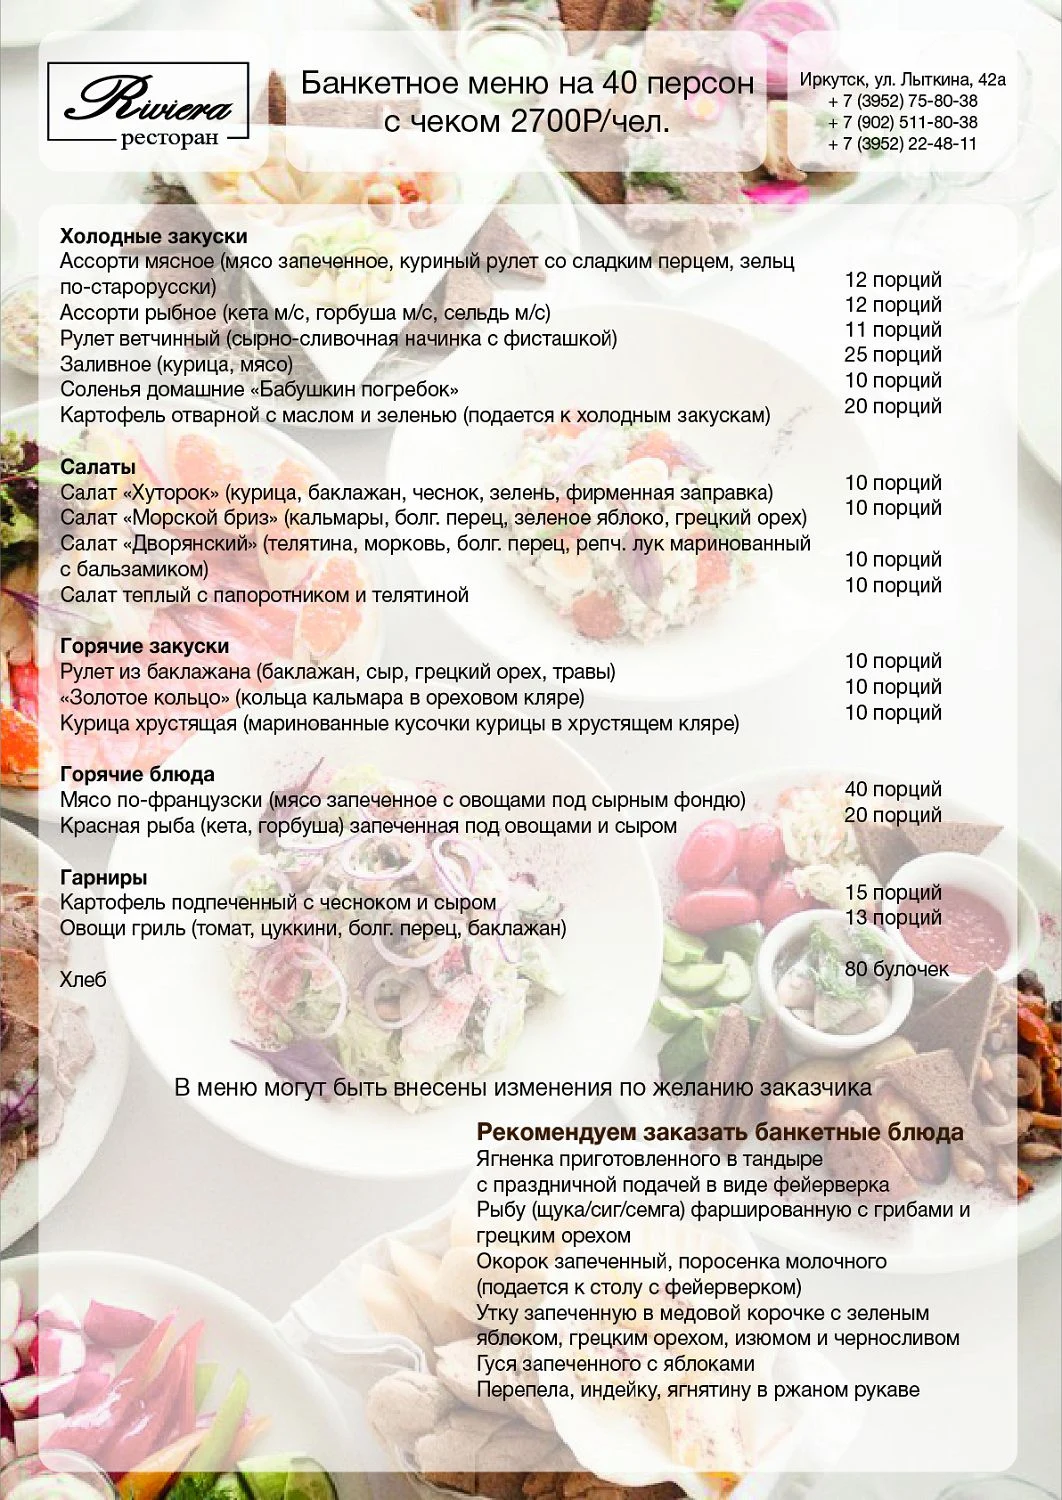 Riviera
ресторан
Банкетное меню на 40 персон
с чеком 2700Р/чел.
Иркутск, ул. Лыткина, 42а
+ 7 (3952) 75-80-38
+ 7 (902) 511-80-38
+ 7 (3952) 22-48-11
Холодные закуски
Ассорти мясное (мясо запеченное, куриный рулет со сладким перцем, зельц
по-старорусски) 12 порций
Ассорти рыбное (кета м/с, горбуша м/с, сельдь м/с) 12 порций
Рулет ветчинный (сырно-сливочная начинка с фисташкой) 11 порций
Заливное (курица, мясо) 25 порций
Соленья домашние «Бабушкин погребок» 10 порций
Картофель отварной с маслом и зеленью (подается к холодным закускам) 20 порций
Салаты
Салат «Хуторок» (курица, баклажан, чеснок, зелень, фирменная заправка) 10 порций
Салат «Морской бриз» (кальмары, болг. перец, зеленое яблоко, грецкий орех) 10 порций
Салат «Дворянский» (телятина, морковь, болг. перец, репч. лук маринованный
с бальзамиком) 10 порций
Салат теплый с папоротником и телятиной 10 порций
Горячие закуски
Рулет из баклажана (баклажан, сыр, грецкий орех, травы) 10 порций
«Золотое кольцо» (кольца кальмара в ореховом кляре) 10 порций
Курица хрустящая (маринованные кусочки курицы в хрустящем кляре) 10 порций
Горячие блюда
Мясо по-французски (мясо запеченное с овощами под сырным фондю) 40 порций
Красная рыба (кета, горбуша) запеченная под овощами и сыром 20 порций
Гарниры
Картофель подпеченный с чесноком и сыром 15 порций
Овощи гриль (томат, цуккини, болг. перец, баклажан) 13 порций
Хлеб 80 булочек
В меню могут быть внесены изменения по желанию заказчика
Рекомендуем заказать банкетные блюда
Ягненка приготовленного в тандыре
с праздничной подачей в виде фейерверка
Рыбу (щука/сиг/семга) фаршированную с грибами и
грецким орехом
Окорок запеченный, поросенка молочного
(подается к столу с фейерверком)
Утку запеченную в медовой корочке с зеленым
яблоком, грецким орехом, изюмом и черносливом
Гуся запеченного с яблоками
Перепела, индейку, ягнятину в ржаном рукаве